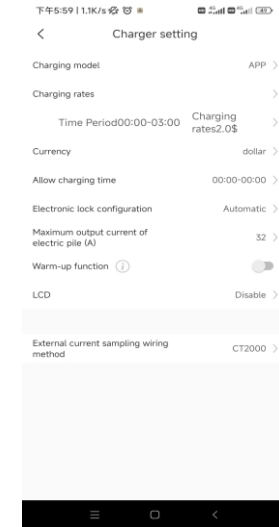 下午5:59 | 1.1K/s
Charger setting
Charging model APP
Charging rates
Time Period00:00-03:00 Charging
rates2.0$
Currency dollar
Allow charging time 00:00-00:00
Electronic lock configuration Automatic
Maximum output current of
electric pile (A) 32
Warm-up function
LCD Disable
External current sampling wiring
method CT2000